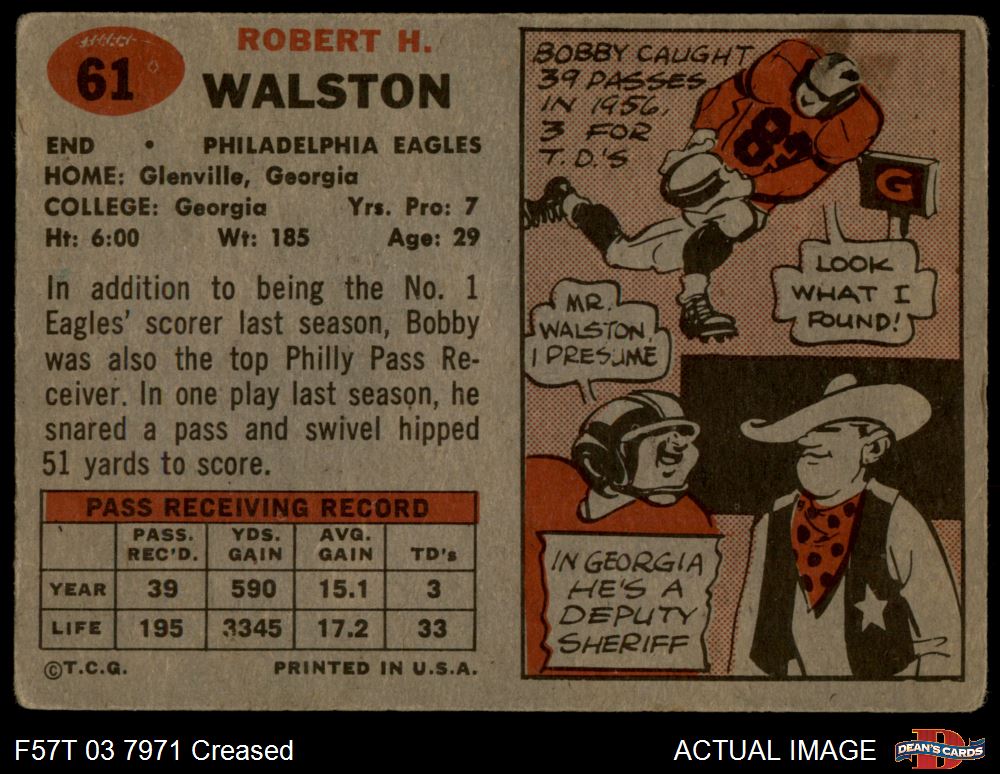 61
ROBERT H.
WALSTON
END • PHILADELPHIA EAGLES
HOME: Glenville, Georgia
COLLEGE: Georgia Yrs. Pro: 7
Ht: 6:00 Wt: 185 Age: 29
In addition to being the No. 1
Eagles' scorer last season, Bobby
was also the top Philly Pass Re-
ceiver. In one play last season, he
snared a pass and swivel hipped
51 yards to score.
PASS RECEIVING RECORD
PASS. REC'D. YDS. GAIN AVG. GAIN TD's
YEAR 39 590 15.1 3
LIFE 195 3345 17.2 33
©T.C.G. PRINTED IN U.S.A.
BOBBY CAUGHT
39 PASSES
IN 1956,
3 FOR
T.D.'S
83
G
LOOK
WHAT I
FOUND!
MR.
WALSTON,
I PRESUME
IN GEORGIA
HE'S A
DEPUTY
SHERIFF
F57T 03 7971 Creased
ACTUAL IMAGE
DEAN'S CARDS